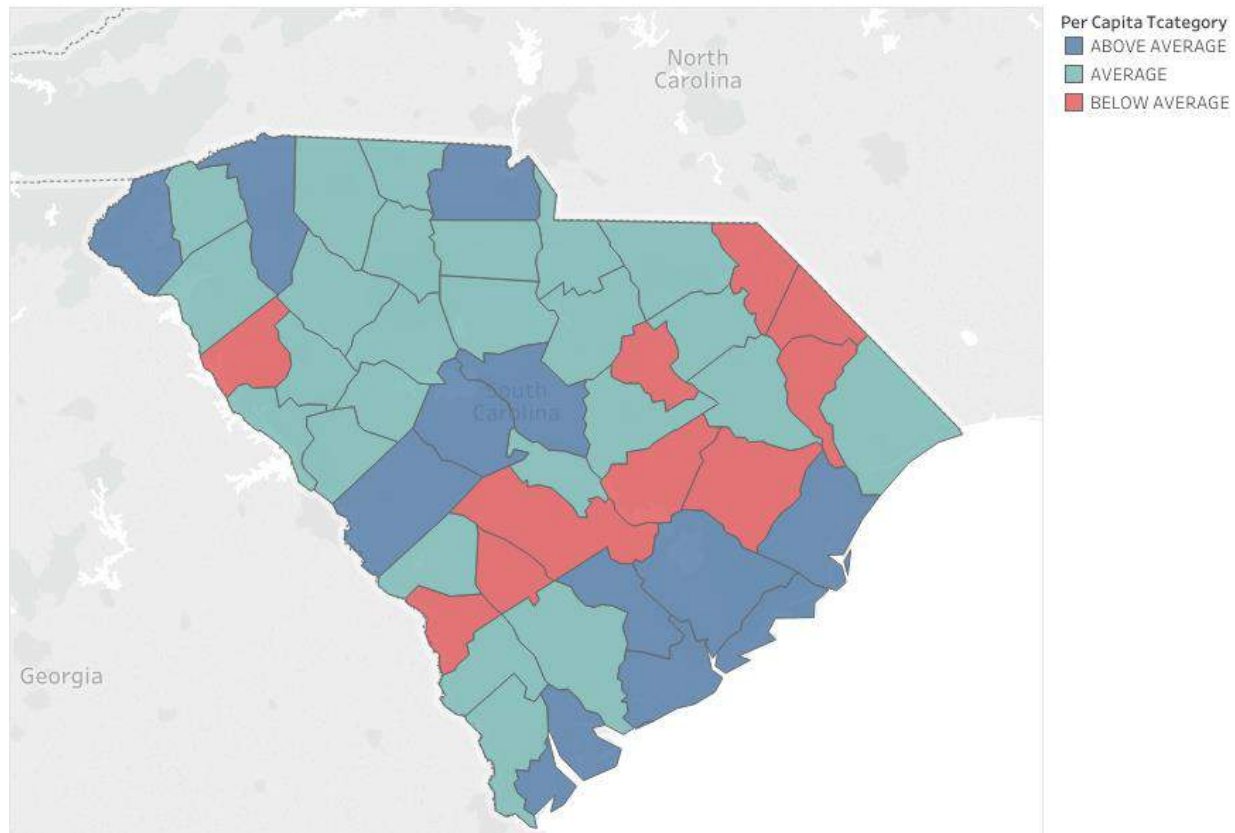 Per Capita Tcategory
ABOVE AVERAGE
AVERAGE
BELOW AVERAGE
North
Carolina
South
Carolina
Georgia